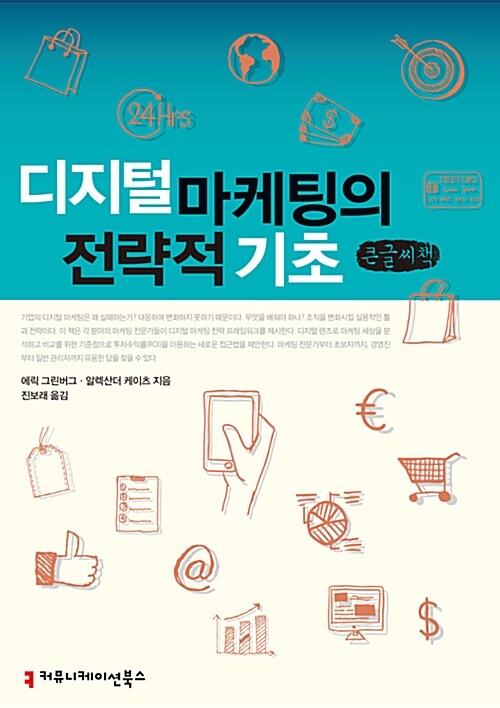 24 HRS
디지털 마케팅의
전략적 기초 큰글씨책
기업의 디지털 마케팅은 왜 실패하는가? 대응하며 변화하지 못하기 때문이다. 무엇을 배워야 하나? 조직을 변화시킬 실용적인 틀
과 전략이다. 이 책은 각 분야의 마케팅 전문가들이 디지털 마케팅 전략 프레임워크를 제시한다. 디지털 렌즈로 마케팅 세상을 분
석하고 비교를 위한 기준점으로 투자수익률(ROI)을 이용하는 새로운 접근법을 제안한다. 마케팅 전문가부터 초보자까지, 경영진
부터 일반 관리자까지 유용한 답을 찾을 수 있다.
에릭 그린버그 · 알렉산더 케이츠 지음
진보래 옮김
@
커뮤니케이션북스